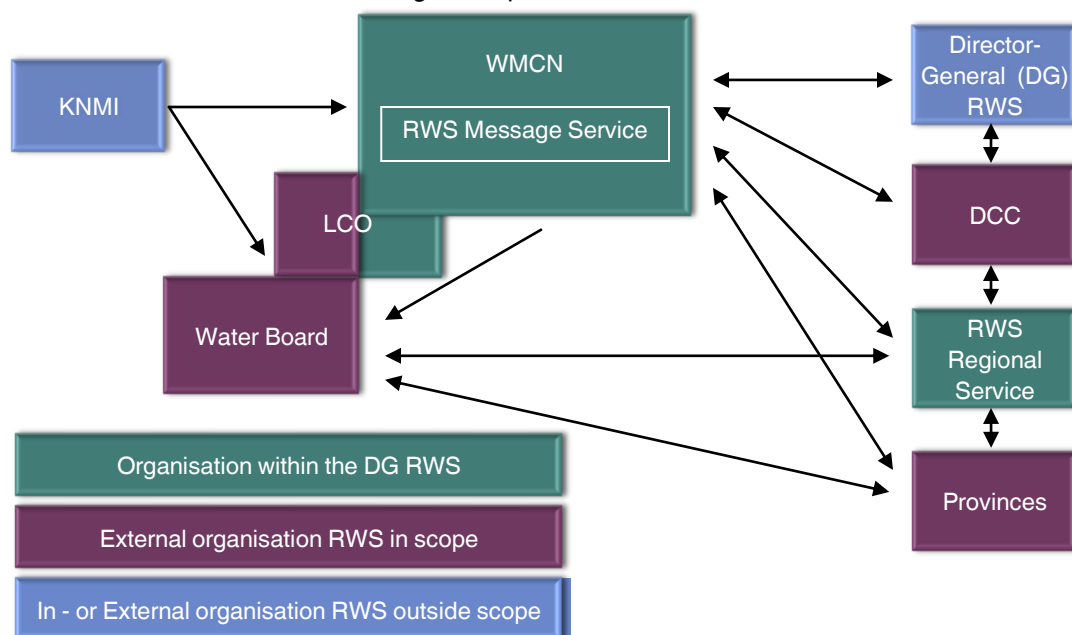 KNMI
WMCN
RWS Message Service
LCO
Water Board
Director-
General (DG)
RWS
DCC
RWS
Regional
Service
Provinces
Organisation within the DG RWS
External organisation RWS in scope
In - or External organisation RWS outside scope